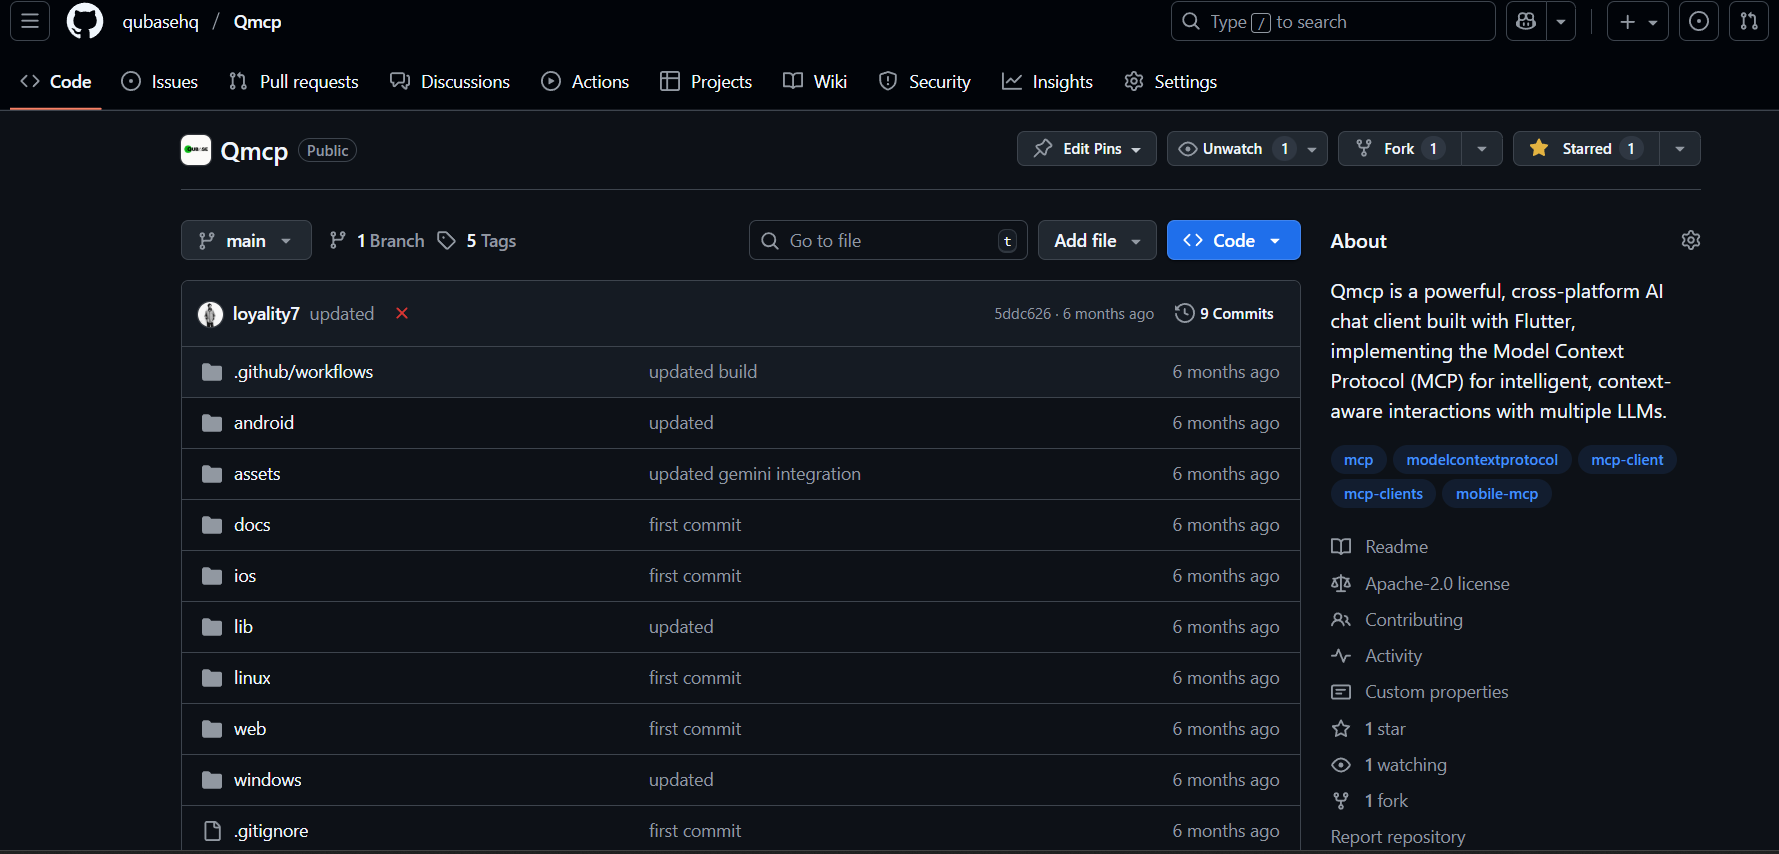 qubasehq / Qmcp
Type / to search
Code Issues Pull requests Discussions Actions Projects Wiki Security Insights Settings
QUBASE Qmcp Public
Edit Pins Unwatch 1 Fork 1 Starred 1
main 1 Branch 5 Tags
Go to file t Add file Code
loyality7 updated 5ddc626 · 6 months ago 9 Commits
.github/workflows updated build 6 months ago
android updated 6 months ago
assets updated gemini integration 6 months ago
docs first commit 6 months ago
ios first commit 6 months ago
lib updated 6 months ago
linux first commit 6 months ago
web first commit 6 months ago
windows updated 6 months ago
.gitignore first commit 6 months ago
About
Qmcp is a powerful, cross-platform AI
chat client built with Flutter,
implementing the Model Context
Protocol (MCP) for intelligent, context-
aware interactions with multiple LLMs.
mcp modelcontextprotocol mcp-client
mcp-clients mobile-mcp
Readme
Apache-2.0 license
Contributing
Activity
Custom properties
1 star
1 watching
1 fork
Report repository